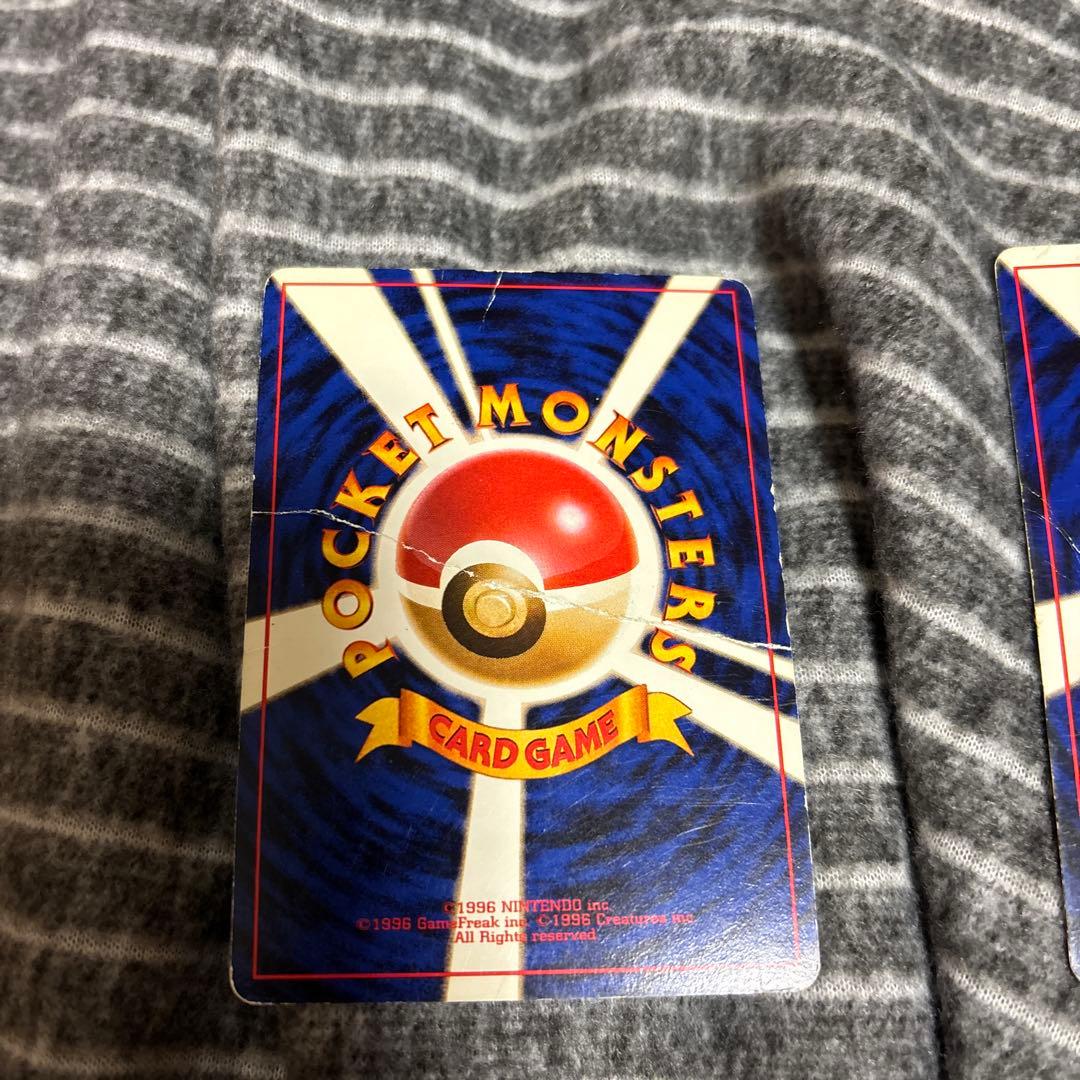 POCKET MONSTERS
CARD GAME
©1996 NINTENDO inc.
©1996 GameFreak inc. ©1996 Creatures inc.
All Rights reserved.